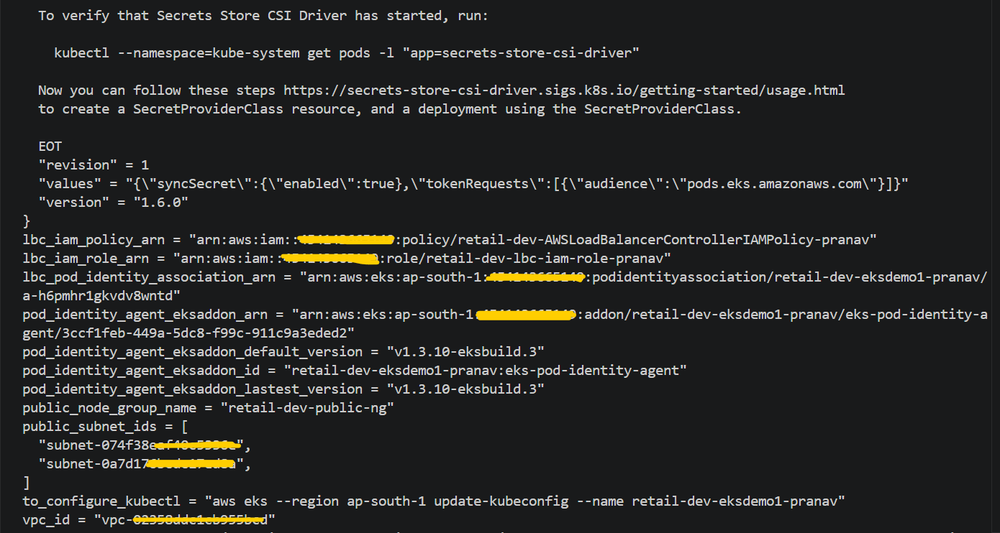 To verify that Secrets Store CSI Driver has started, run:
kubectl --namespace=kube-system get pods -l "app=secrets-store-csi-driver"
Now you can follow these steps https://secrets-store-csi-driver.sigs.k8s.io/getting-started/usage.html
to create a SecretProviderClass resource, and a deployment using the SecretProviderClass.
EOT
"revision" = 1
"values" = "{\"syncSecret\":{\"enabled\":true},\"tokenRequests\":[{\"audience\":\"pods.eks.amazonaws.com\"}]}"
"version" = "1.6.0"
}
lbc_iam_policy_arn = "arn:aws:iam:::policy/retail-dev-AWSLoadBalancerControllerIAMPolicy-pranav"
lbc_iam_role_arn = "arn:aws:iam:::role/retail-dev-lbc-iam-role-pranav"
lbc_pod_identity_association_arn = "arn:aws:eks:ap-south-1::podidentityassociation/retail-dev-eksdemo1-pranav/
a-h6pmhr1gkvdv8wntd"
pod_identity_agent_eksaddon_arn = "arn:aws:eks:ap-south-1:addon/retail-dev-eksdemo1-pranav/eks-pod-identity-a
gent/3ccf1feb-449a-5dc8-f99c-911c9a3eded2"
pod_identity_agent_eksaddon_default_version = "v1.3.10-eksbuild.3"
pod_identity_agent_eksaddon_id = "retail-dev-eksdemo1-pranav:eks-pod-identity-agent"
pod_identity_agent_eksaddon_lastest_version = "v1.3.10-eksbuild.3"
public_node_group_name = "retail-dev-public-ng"
public_subnet_ids = [
"subnet-074f38",
"subnet-0a7d17",
]
to_configure_kubectl = "aws eks --region ap-south-1 update-kubeconfig --name retail-dev-eksdemo1-pranav"
vpc_id = "vpc-"